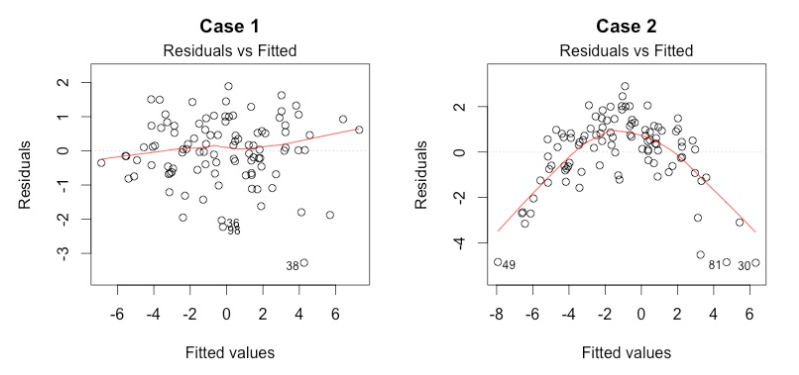 Case 1
Residuals vs Fitted
Residuals
2
1
0
-1
-2
-3
36
98
38
-6 -4 -2 0 2 4 6
Fitted values
Case 2
Residuals vs Fitted
Residuals
2
0
-2
-4
49
81
30
-8 -6 -4 -2 0 2 4 6
Fitted values